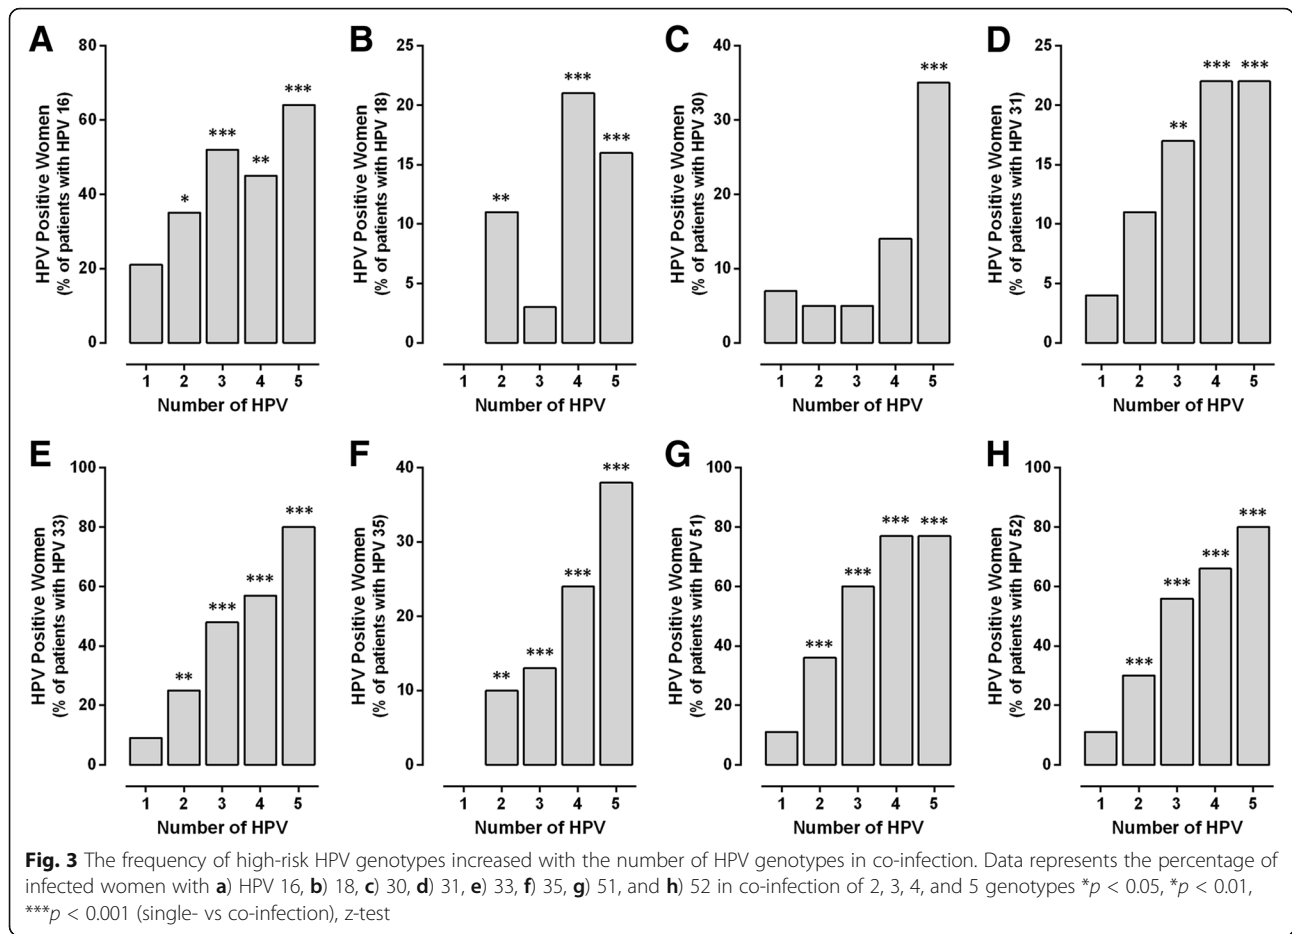 A
B
C
D
HPV Positive Women
(% of patients with HPV 16)
80
60
40
20
0
*
***
**
***
1 2 3 4 5
Number of HPV
HPV Positive Women
(% of patients with HPV 18)
25
20
15
10
5
0
**
***
***
1 2 3 4 5
Number of HPV
HPV Positive Women
(% of patients with HPV 30)
40
30
20
10
0
***
1 2 3 4 5
Number of HPV
HPV Positive Women
(% of patients with HPV 31)
25
20
15
10
5
0
**
***
***
1 2 3 4 5
Number of HPV
E
F
G
H
HPV Positive Women
(% of patients with HPV 33)
100
80
60
40
20
0
**
***
***
***
1 2 3 4 5
Number of HPV
HPV Positive Women
(% of patients with HPV 35)
40
30
20
10
0
**
***
***
***
1 2 3 4 5
Number of HPV
HPV Positive Women
(% of patients with HPV 51)
100
80
60
40
20
0
***
***
***
***
1 2 3 4 5
Number of HPV
HPV Positive Women
(% of patients with HPV 52)
100
80
60
40
20
0
***
***
***
***
1 2 3 4 5
Number of HPV
Fig. 3 The frequency of high-risk HPV genotypes increased with the number of HPV genotypes in co-infection. Data represents the percentage of
infected women with a) HPV 16, b) 18, c) 30, d) 31, e) 33, f) 35, g) 51, and h) 52 in co-infection of 2, 3, 4, and 5 genotypes *p < 0.05, *p < 0.01,
***p < 0.001 (single- vs co-infection), z-test